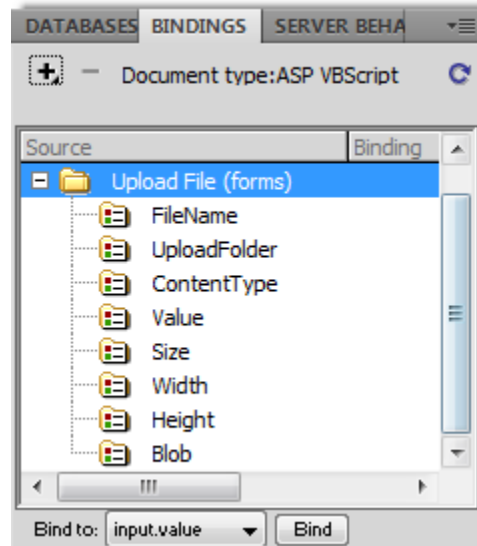 DATABASES BINDINGS SERVER BEHA
Document type:ASP VBScript
Source Binding
Upload File (forms)
FileName
UploadFolder
ContentType
Value
Size
Width
Height
Blob
Bind to: input.value Bind